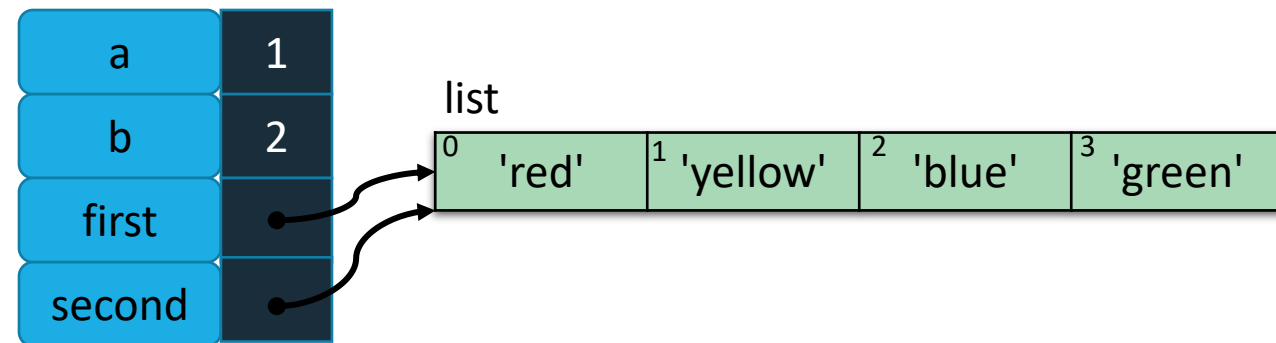 a 1
b 2
first
second
list
0 'red' 1 'yellow' 2 'blue' 3 'green'